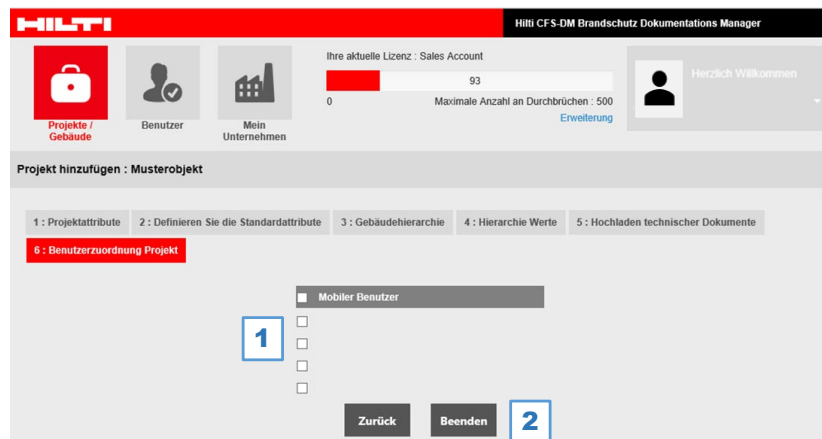 HILTI
Hilti CFS-DM Brandschutz Dokumentations Manager
Ihre aktuelle Lizenz : Sales Account
93
0 Maximale Anzahl an Durchbrüchen : 500
Erweiterung
Herzlich Willkommen
Projekte / Gebäude
Benutzer
Mein Unternehmen
Projekt hinzufügen : Musterobjekt
1 : Projektattribute 2 : Definieren Sie die Standardattribute 3 : Gebäudehierarchie 4 : Hierarchie Werte 5 : Hochladen technischer Dokumente
6 : Benutzerzuordnung Projekt
Mobiler Benutzer
1
Zurück Beenden 2